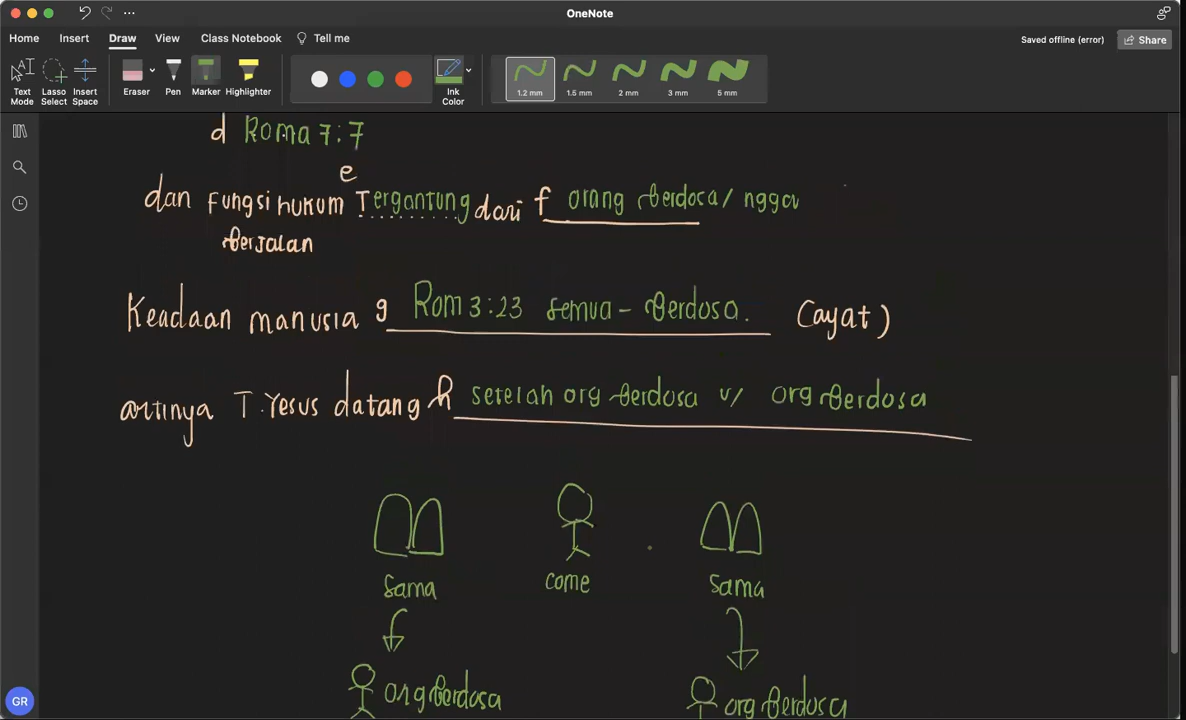 OneNote
Home Insert Draw View Class Notebook Tell me Saved offline (error) Share
Text Mode Lasso Select Insert Space Eraser Pen Marker Highlighter Ink Color 1.2 mm 1.5 mm 2 mm 3 mm 5 mm
d Roma 7:7
e
dan Fungsi hukum Tergantung dari f orang berdosa/ ngga
berjalan
Keadaan manusia g Rom 3:23 semua - Berdosa. (ayat)
artinya T.Yesus datang h setelah org Berdosa u/ org Berdosa
sama come sama
org Berdosa org Berdosa
GR